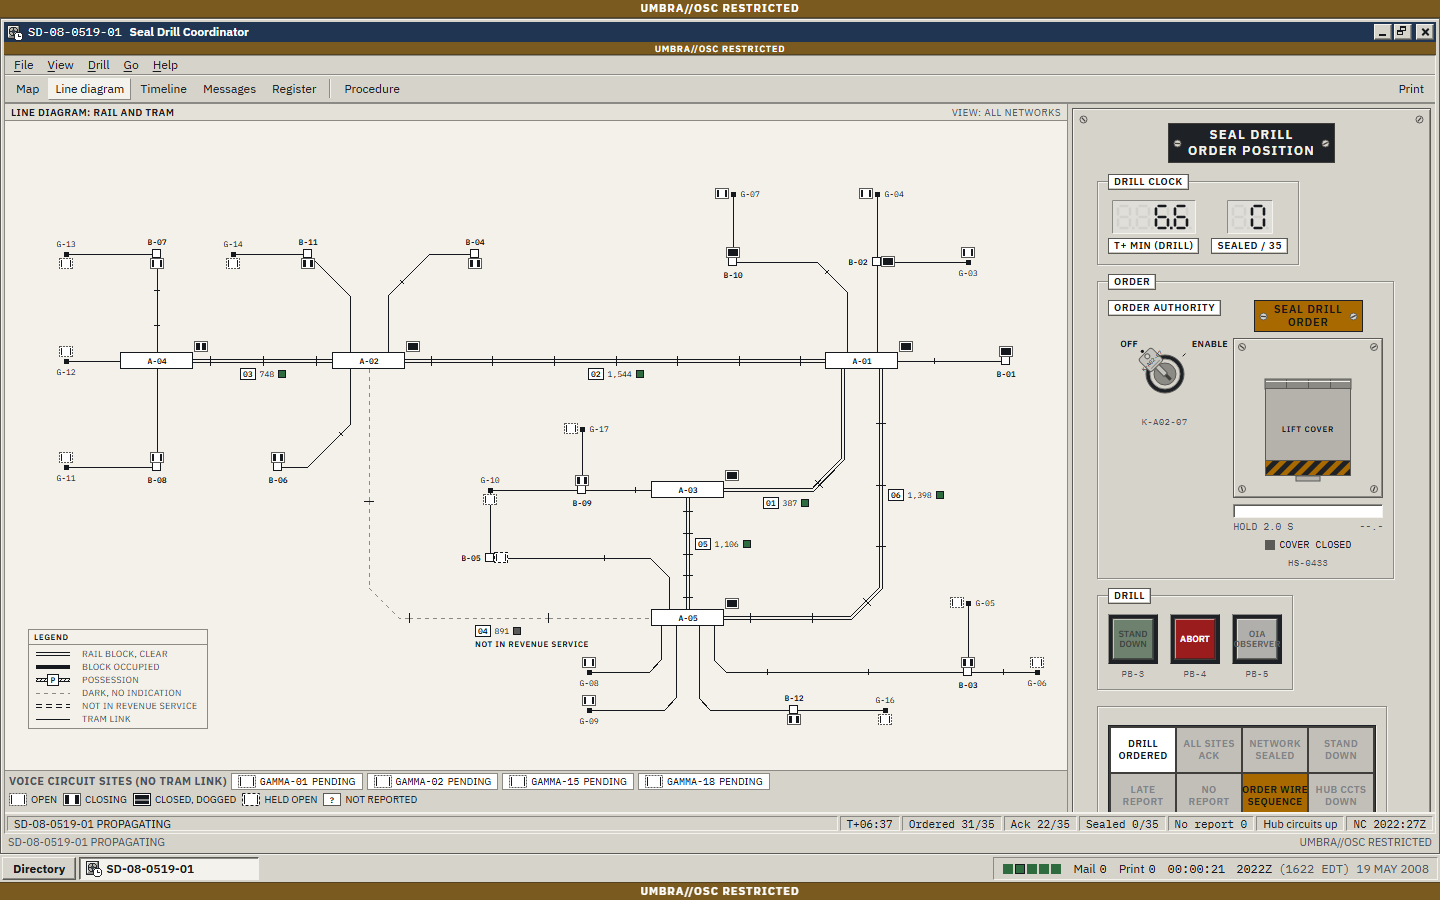 UMBRA//OSC RESTRICTED
SD-08-0519-01 Seal Drill Coordinator
UMBRA//OSC RESTRICTED
File View Drill Go Help
Map Line diagram Timeline Messages Register Procedure Print
LINE DIAGRAM: RAIL AND TRAM VIEW: ALL NETWORKS
G-07 G-04
G-13 B-07 G-14 B-11 B-04
B-02
B-10 G-03
A-04 A-02 A-01
G-12 03 748 02 1,544 B-01
G-17
G-11 B-08 B-06 G-10
A-03
B-09 01 387 06 1,398
05 1,106
B-05
G-05
A-05
04 891
NOT IN REVENUE SERVICE
G-08 B-03 G-06
B-12 G-16
G-09
LEGEND
RAIL BLOCK, CLEAR
BLOCK OCCUPIED
P POSSESSION
DARK, NO INDICATION
NOT IN REVENUE SERVICE
TRAM LINK
VOICE CIRCUIT SITES (NO TRAM LINK) GAMMA-01 PENDING GAMMA-02 PENDING GAMMA-15 PENDING GAMMA-18 PENDING
OPEN CLOSING CLOSED, DOGGED HELD OPEN ? NOT REPORTED
SEAL DRILL
ORDER POSITION
DRILL CLOCK
6.6 0
T+ MIN (DRILL) SEALED / 35
ORDER
ORDER AUTHORITY
SEAL DRILL
ORDER
OFF ENABLE
K-A02-07
LIFT COVER
HOLD 2.0 S --.-
COVER CLOSED
HS-0433
DRILL
STAND
DOWN
ABORT
OIA
OBSERVER
PB-3 PB-4 PB-5
DRILL
ORDERED
ALL SITES
ACK
NETWORK
SEALED
STAND
DOWN
LATE
REPORT
NO
REPORT
ORDER WIRE
SEQUENCE
HUB CCTS
DOWN
SD-08-0519-01 PROPAGATING T+06:37 Ordered 31/35 Ack 22/35 Sealed 0/35 No report 0 Hub circuits up NC 2022:27Z
SD-08-0519-01 PROPAGATING UMBRA//OSC RESTRICTED
Directory SD-08-0519-01 Mail 0 Print 0 00:00:21 2022Z (1622 EDT) 19 MAY 2008
UMBRA//OSC RESTRICTED